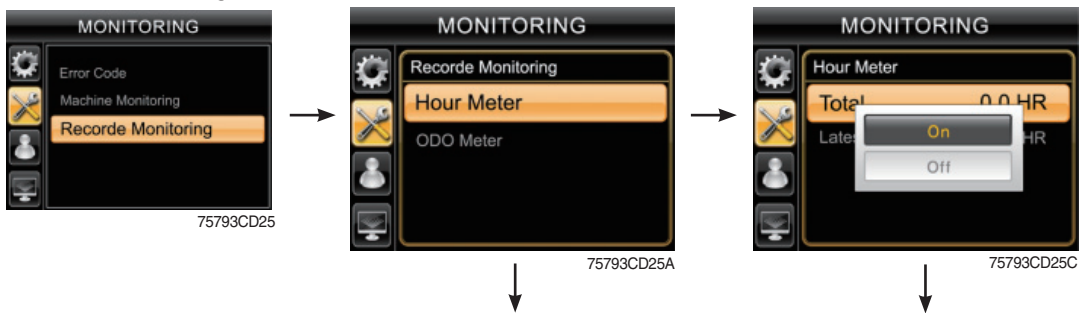 MONITORING
Error Code
Machine Monitoring
Recorde Monitoring
75793CD25
MONITORING
Recorde Monitoring
Hour Meter
ODO Meter
75793CD25A
MONITORING
Hour Meter
Total 0.0 HR
HR
On
Off
75793CD25C